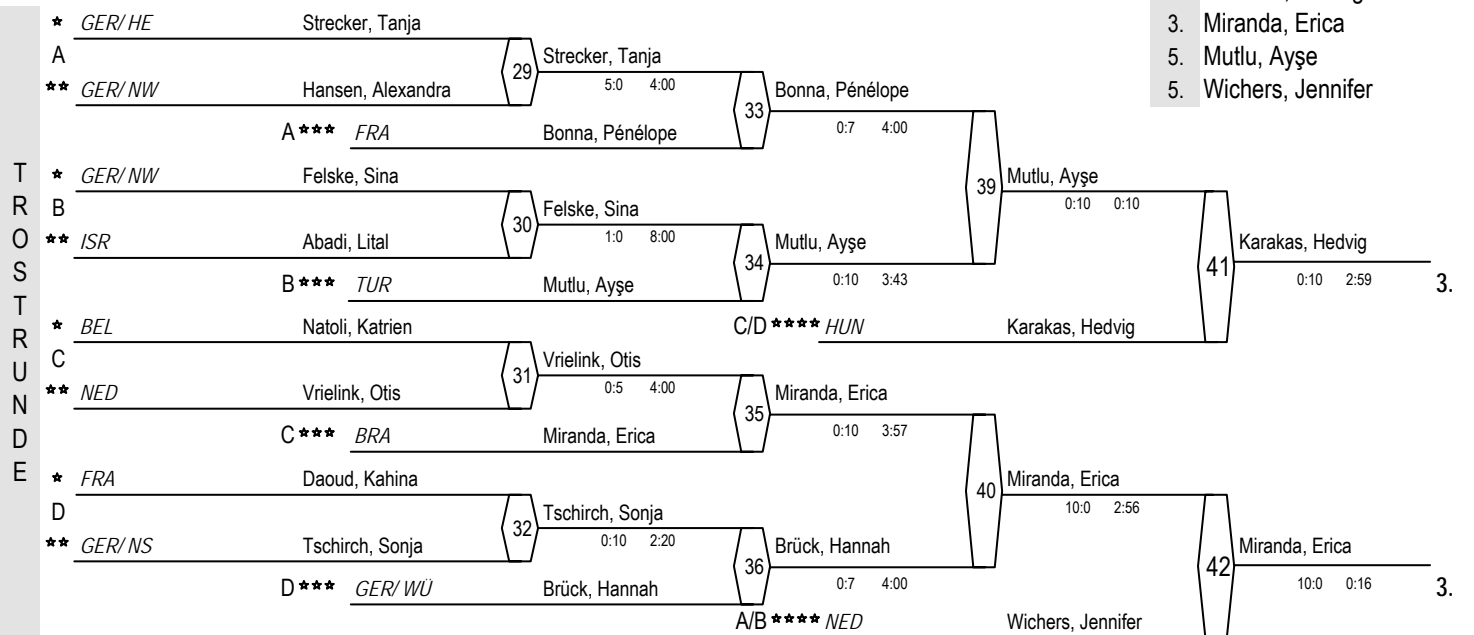 3. Miranda, Erica
5. Mutlu, Ayşe
5. Wichers, Jennifer
TROSTRUNDE
* GER/HE Strecker, Tanja
A
29 Strecker, Tanja
5:0 4:00
** GER/NW Hansen, Alexandra
33 Bonna, Pénélope
0:7 4:00
A *** FRA Bonna, Pénélope
* GER/NW Felske, Sina
39 Mutlu, Ayşe
0:10 0:10
B
30 Felske, Sina
1:0 8:00
** ISR Abadi, Lital
34 Mutlu, Ayşe
0:10 3:43
41 Karakas, Hedvig
0:10 2:59 3.
B *** TUR Mutlu, Ayşe
* BEL Natoli, Katrien
C/D **** HUN Karakas, Hedvig
C
31 Vrielink, Otis
0:5 4:00
** NED Vrielink, Otis
35 Miranda, Erica
0:10 3:57
C *** BRA Miranda, Erica
* FRA Daoud, Kahina
40 Miranda, Erica
10:0 2:56
D
32 Tschirch, Sonja
0:10 2:20
** GER/NS Tschirch, Sonja
36 Brück, Hannah
0:7 4:00
42 Miranda, Erica
10:0 0:16 3.
D *** GER/WÜ Brück, Hannah
A/B **** NED Wichers, Jennifer